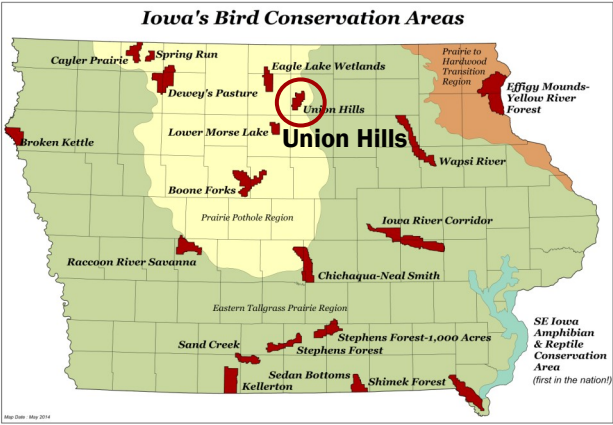 Iowa's Bird Conservation Areas
Cayler Prairie
Spring Run
Dewey's Pasture
Eagle Lake Wetlands
Union Hills
Union Hills
Lower Morse Lake
Prairie to
Hardwood
Transition
Region
Effigy Mounds-
Yellow River
Forest
Broken Kettle
Wapsi River
Boone Forks
Prairie Pothole Region
Iowa River Corridor
Raccoon River Savanna
Chichaqua-Neal Smith
Eastern Tallgrass Prairie Region
Sand Creek
Stephens Forest-1,000 Acres
Stephens Forest
Sedan Bottoms
Kellerton
Shimek Forest
SE Iowa
Amphibian
& Reptile
Conservation
Area
(first in the nation!)
Map Date : May 2014